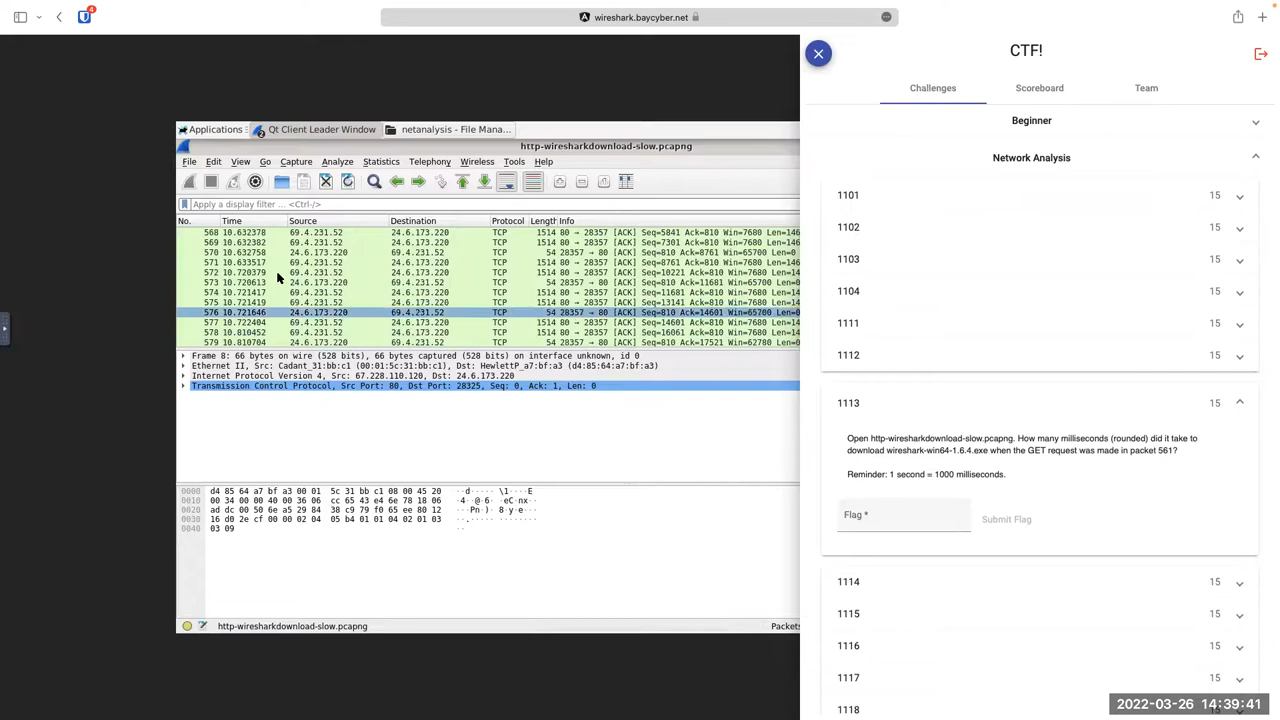 4
wireshark.baycyber.net
Applications
Qt Client Leader Window
netanalysis - File Mana...
http-wiresharkdownload-slow.pcapng
File Edit View Go Capture Analyze Statistics Telephony Wireless Tools Help
Apply a display filter ... <Ctrl-/>
No. Time Source Destination Protocol Length Info
568 10.632378 69.4.231.52 24.6.173.220 TCP 1514 80 → 28357 [ACK] Seq=5841 Ack=810 Win=7680 Len=146
569 10.632382 69.4.231.52 24.6.173.220 TCP 1514 80 → 28357 [ACK] Seq=7301 Ack=810 Win=7680 Len=146
570 10.632758 24.6.173.220 69.4.231.52 TCP 54 28357 → 80 [ACK] Seq=810 Ack=8761 Win=65700 Len=0
571 10.633517 69.4.231.52 24.6.173.220 TCP 1514 80 → 28357 [ACK] Seq=8761 Ack=810 Win=7680 Len=146
572 10.720379 69.4.231.52 24.6.173.220 TCP 1514 80 → 28357 [ACK] Seq=10221 Ack=810 Win=7680 Len=14
573 10.720613 24.6.173.220 69.4.231.52 TCP 54 28357 → 80 [ACK] Seq=810 Ack=11681 Win=65700 Len=
574 10.721417 69.4.231.52 24.6.173.220 TCP 1514 80 → 28357 [ACK] Seq=11681 Ack=810 Win=7680 Len=14
575 10.721419 69.4.231.52 24.6.173.220 TCP 1514 80 → 28357 [ACK] Seq=13141 Ack=810 Win=7680 Len=14
576 10.721646 24.6.173.220 69.4.231.52 TCP 54 28357 → 80 [ACK] Seq=810 Ack=14601 Win=65700 Len=
577 10.722404 69.4.231.52 24.6.173.220 TCP 1514 80 → 28357 [ACK] Seq=14601 Ack=810 Win=7680 Len=14
578 10.810452 69.4.231.52 24.6.173.220 TCP 1514 80 → 28357 [ACK] Seq=16061 Ack=810 Win=7680 Len=14
579 10.810704 24.6.173.220 69.4.231.52 TCP 54 28357 → 80 [ACK] Seq=810 Ack=17521 Win=62780 Len=
Frame 8: 66 bytes on wire (528 bits), 66 bytes captured (528 bits) on interface unknown, id 0
Ethernet II, Src: Cadant_31:bb:c1 (00:01:5c:31:bb:c1), Dst: HewlettP_a7:bf:a3 (d4:85:64:a7:bf:a3)
Internet Protocol Version 4, Src: 67.228.110.120, Dst: 24.6.173.220
Transmission Control Protocol, Src Port: 80, Dst Port: 28325, Seq: 0, Ack: 1, Len: 0
0000 d4 85 64 a7 bf a3 00 01 5c 31 bb c1 08 00 45 20 ··d····· \1····E
0010 00 34 00 00 40 00 36 06 cc 65 43 e4 6e 78 18 06 ·4··@·6· ·eC·nx··
0020 ad dc 00 50 6e a5 29 84 38 c9 79 f0 65 ee 80 12 ···Pn·)· 8·y·e···
0030 16 d0 2e cf 00 00 02 04 05 b4 01 01 04 02 01 03
0040 03 09 ··
http-wiresharkdownload-slow.pcapng
Packets
CTF!
Challenges Scoreboard Team
Beginner
Network Analysis
1101 15
1102 15
1103 15
1104 15
1111 15
1112 15
1113 15
Open http-wiresharkdownload-slow.pcapng. How many milliseconds (rounded) did it take to
download wireshark-win64-1.6.4.exe when the GET request was made in packet 561?
Reminder: 1 second = 1000 milliseconds.
Flag *
Submit Flag
1114 15
1115 15
1116 15
1117 15
1118
2022-03-26 14:39:41